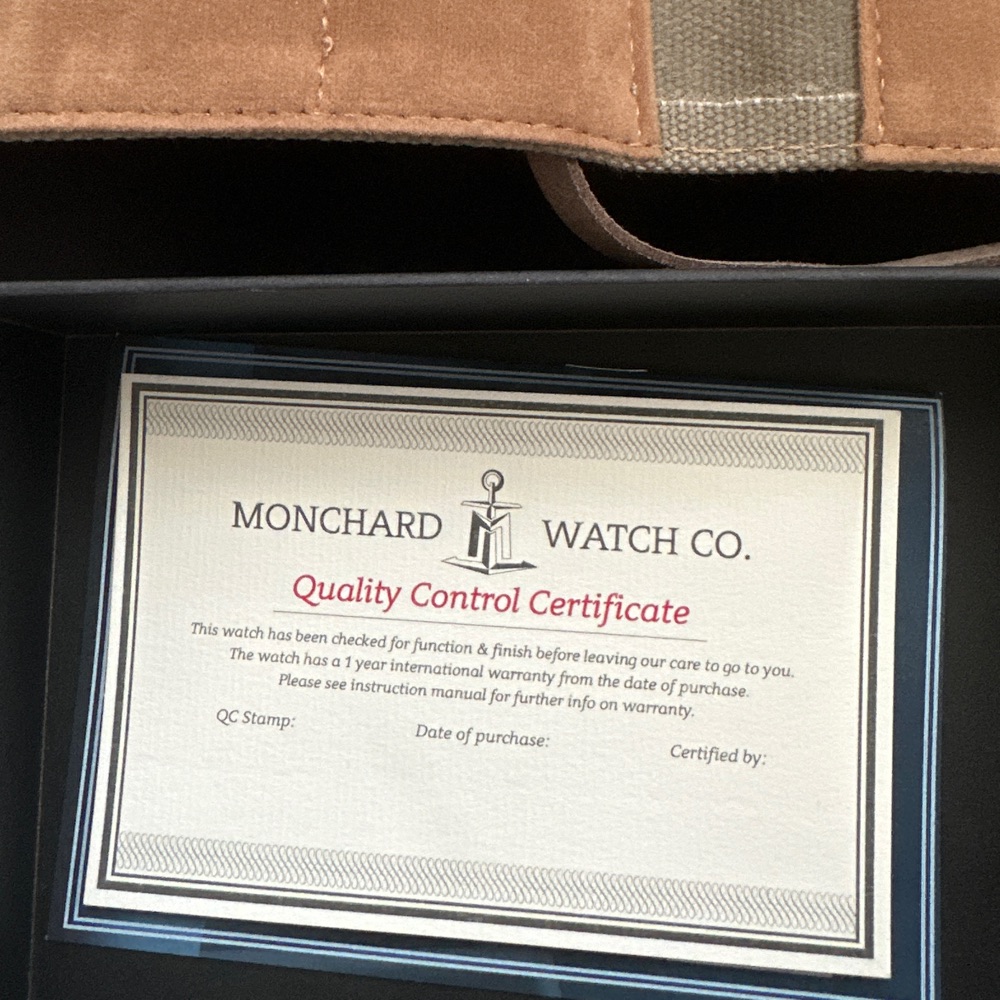 MONCHARD WATCH CO.
Quality Control Certificate
This watch has been checked for function & finish before leaving our care to go to you.
The watch has a 1 year international warranty from the date of purchase.
Please see instruction manual for further info on warranty.
QC Stamp: Date of purchase: Certified by: